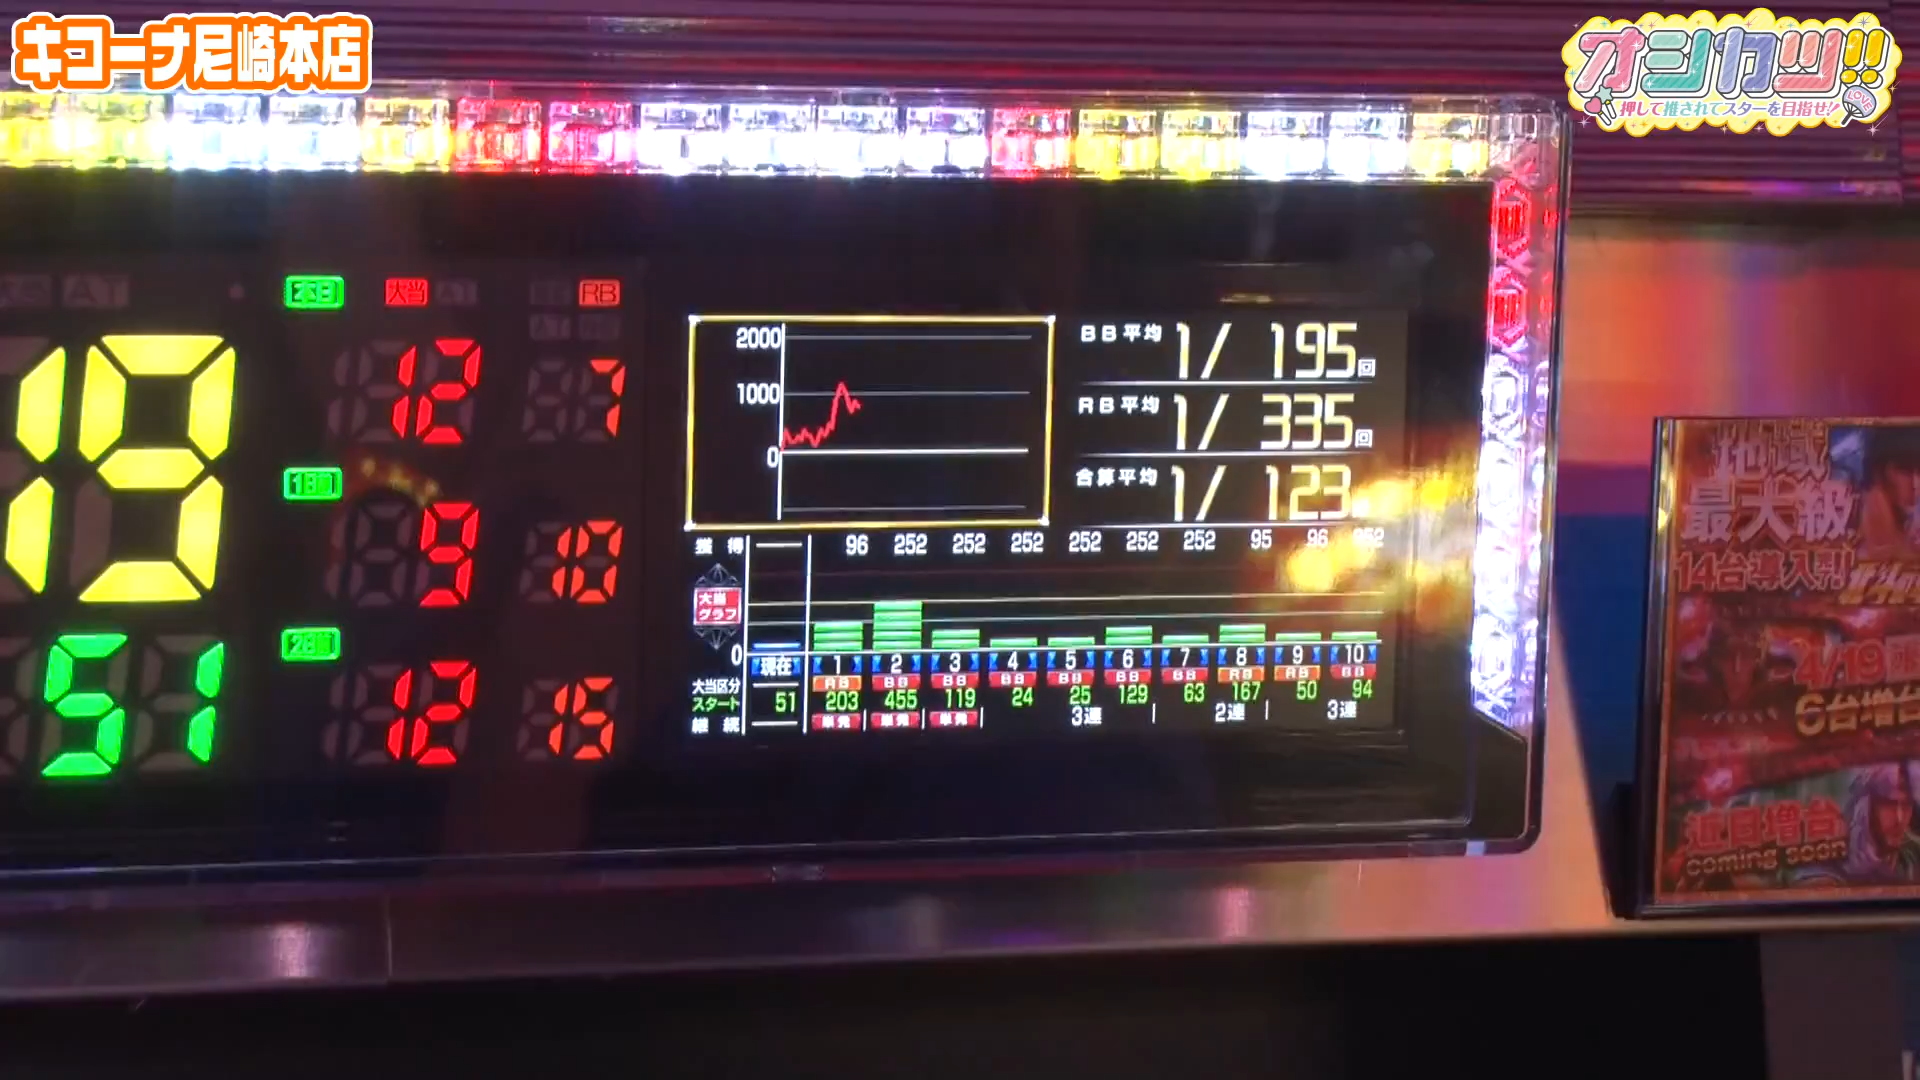 キコーナ尼崎本店
オシカツ!!
押して推されてスターを目指せ!!
LOVE
本日 大当 AT RB
19 12 7
1日前
9 10
51
2日前
12 15
2000
1000
0
BB平均 1/ 195回
RB平均 1/ 335回
合算平均 1/ 123
獲得 96 252 252 252 252 252 252 95 96 252
大当グラフ
0
現在 1 2 3 4 5 6 7 8 9 10
大当区分 RB BB BB BB BB BB BB RB RB BB
スタート 51 203 455 119 24 25 129 63 167 50 94
継続 単発 単発 単発 3連 2連 3連
地域
最大級
14台導入!!
4/19
6台増台
近日増台
coming soon